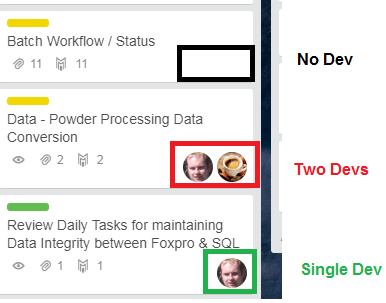 Batch Workflow / Status
11 11
No Dev
Data - Powder Processing Data
Conversion
2 2
Two Devs
Review Daily Tasks for maintaining
Data Integrity between Foxpro & SQL
1 1
Single Dev